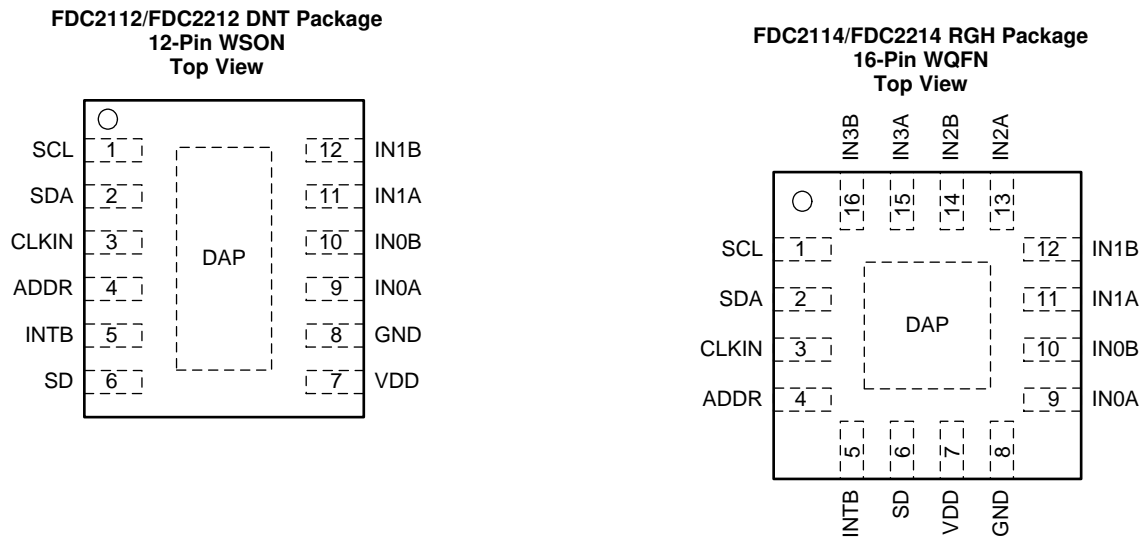 FDC2112/FDC2212 DNT Package
12-Pin WSON
Top View
SCL 1 12 IN1B
SDA 2 11 IN1A
CLKIN 3 10 IN0B
ADDR 4 DAP 9 IN0A
INTB 5 8 GND
SD 6 7 VDD
FDC2114/FDC2214 RGH Package
16-Pin WQFN
Top View
IN3B IN3A IN2B IN2A
16 15 14 13
SCL 1 12 IN1B
SDA 2 11 IN1A
DAP
CLKIN 3 10 IN0B
ADDR 4 9 IN0A
5 6 7 8
INTB SD VDD GND